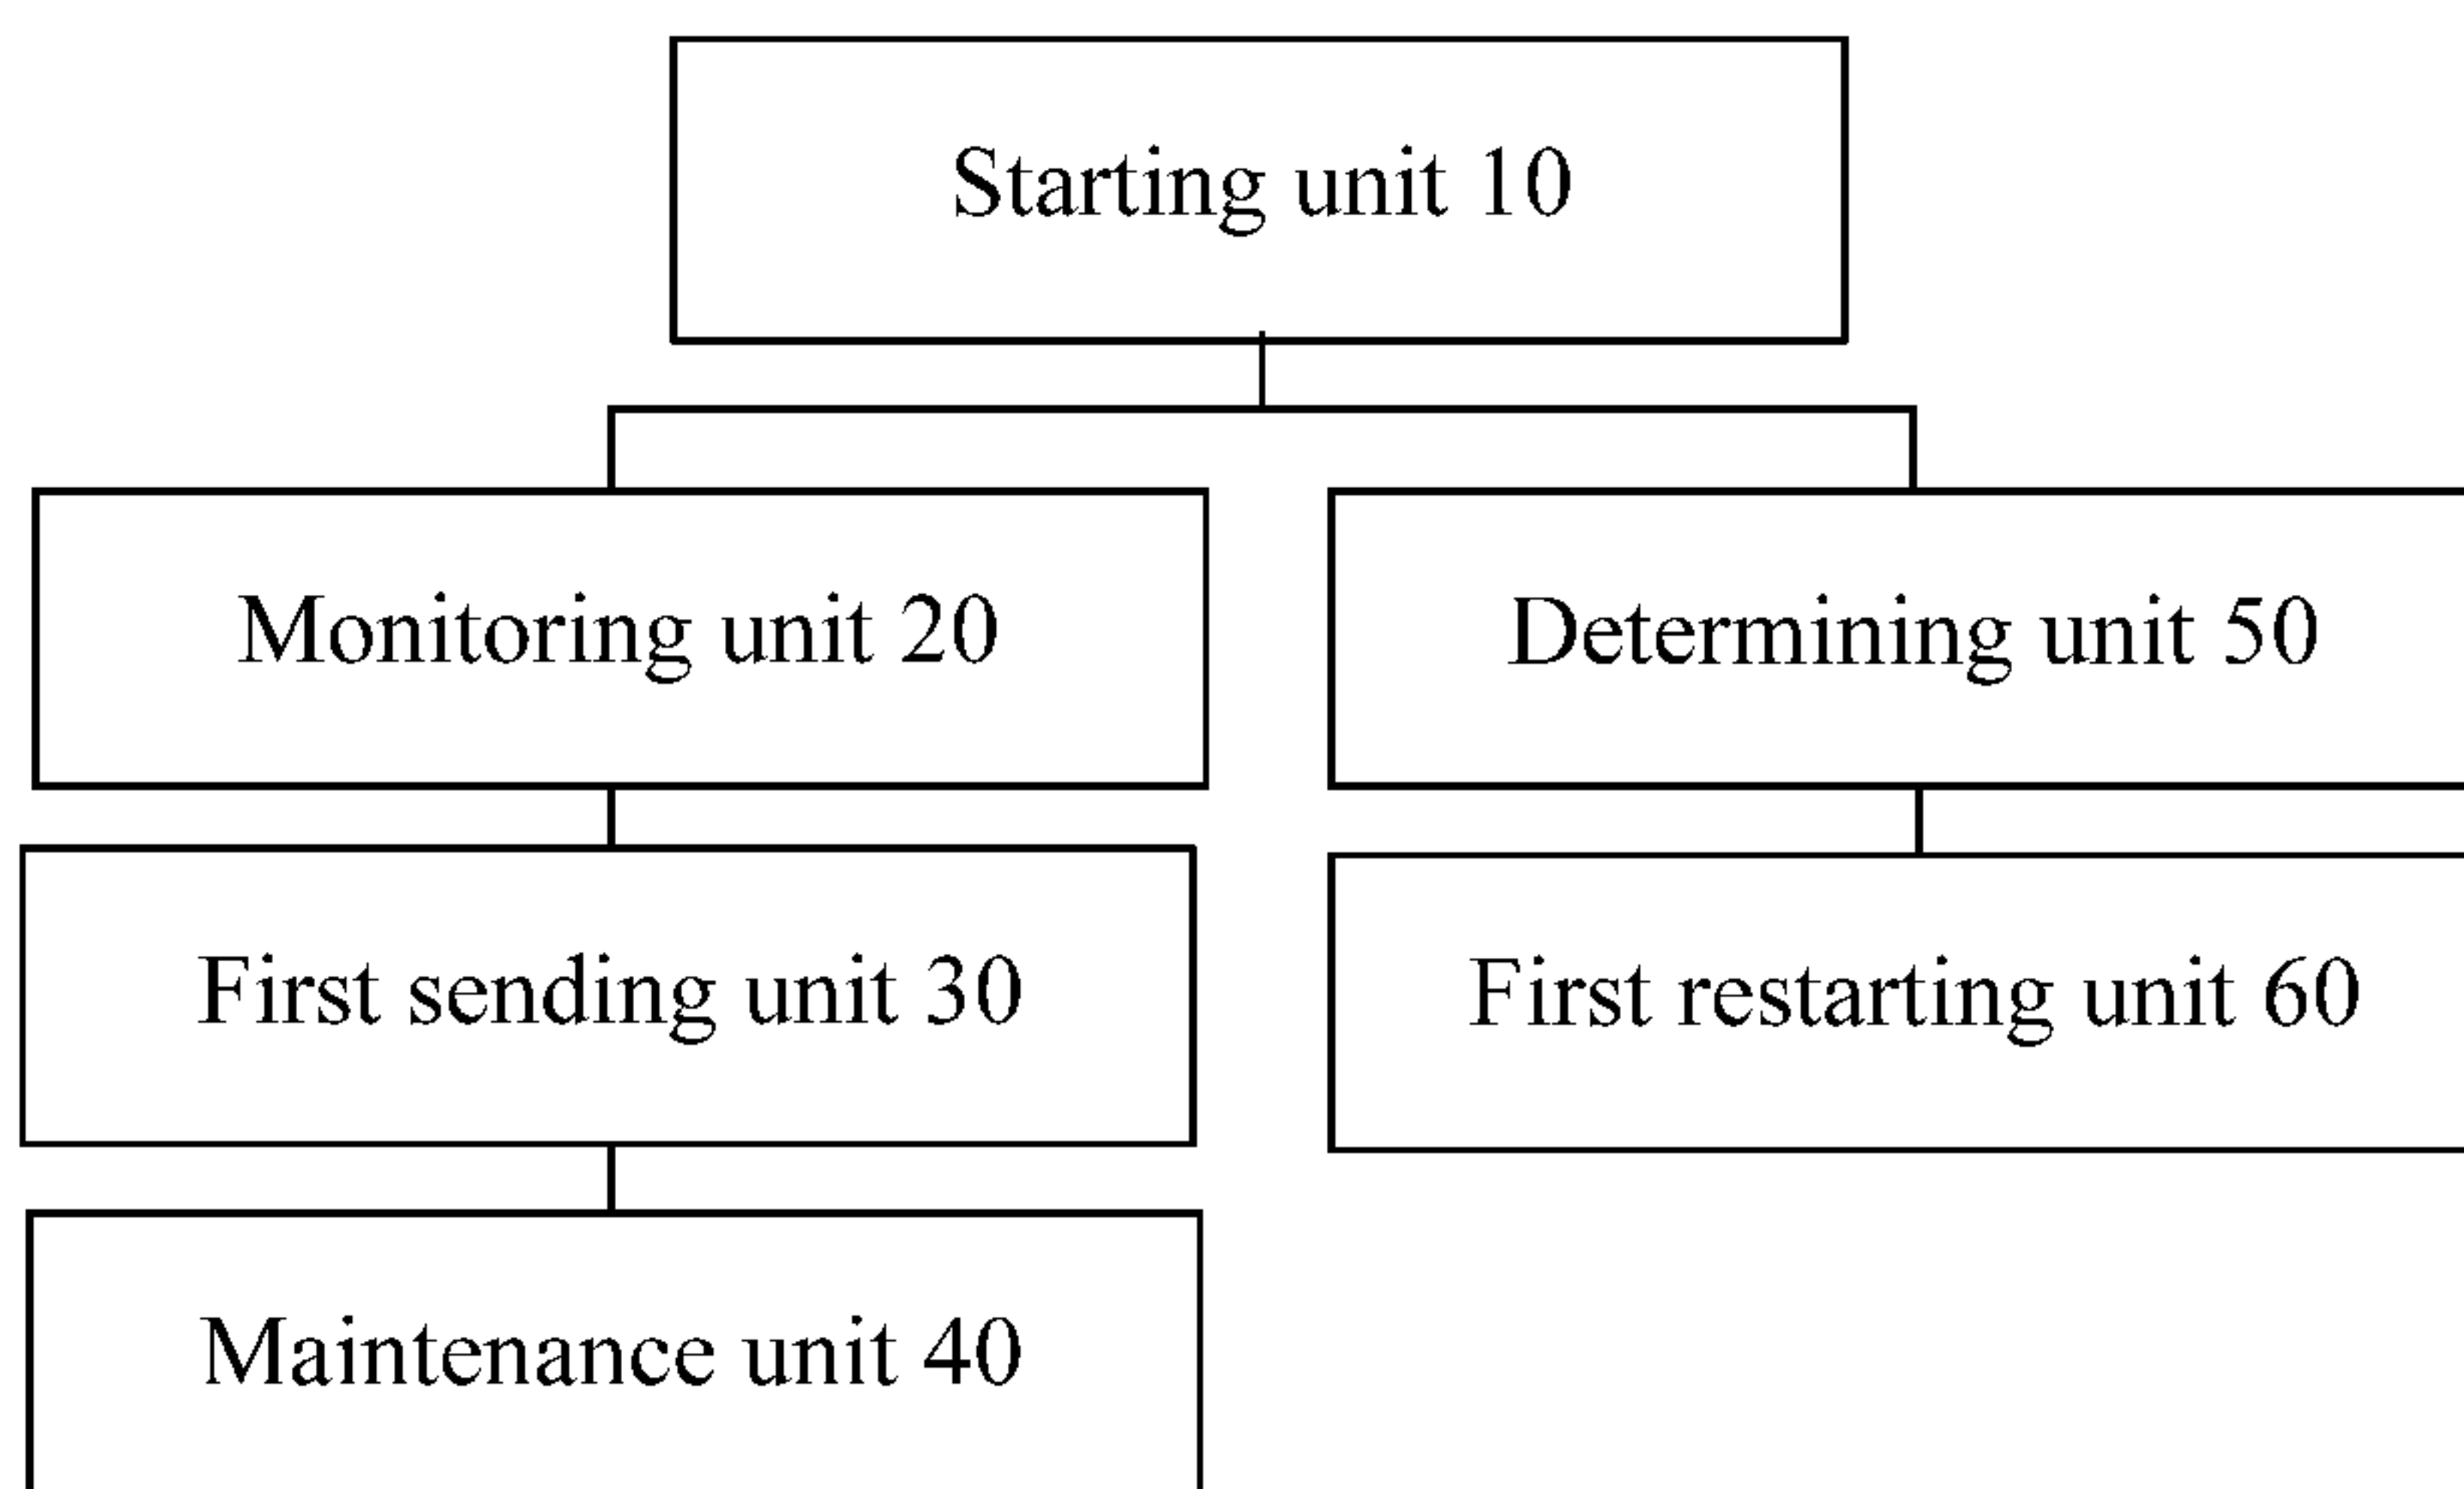 Starting unit 10
Monitoring unit 20
Determining unit 50
First sending unit 30
First restarting unit 60
Maintenance unit 40